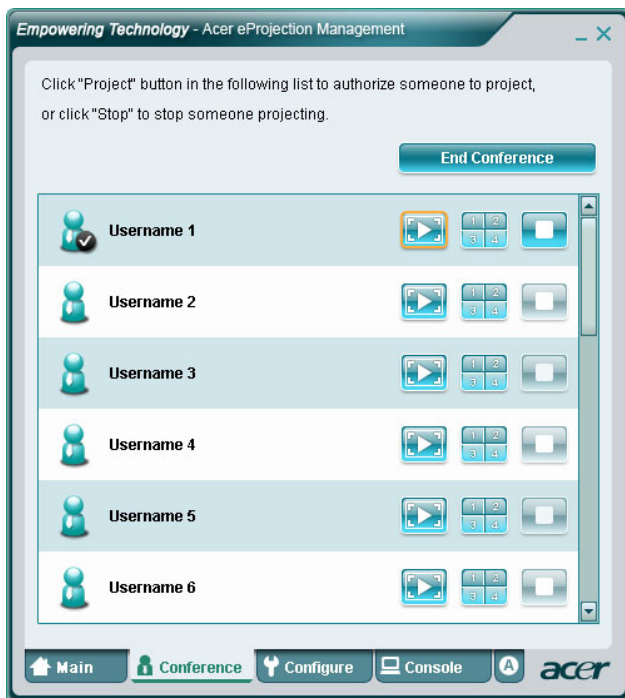 Empowering Technology - Acer eProjection Management
Click "Project" button in the following list to authorize someone to project,
or click "Stop" to stop someone projecting.
End Conference
Username 1 1 2 3 4
Username 2 1 2 3 4
Username 3 1 2 3 4
Username 4 1 2 3 4
Username 5 1 2 3 4
Username 6 1 2 3 4
Main Conference Configure Console A acer